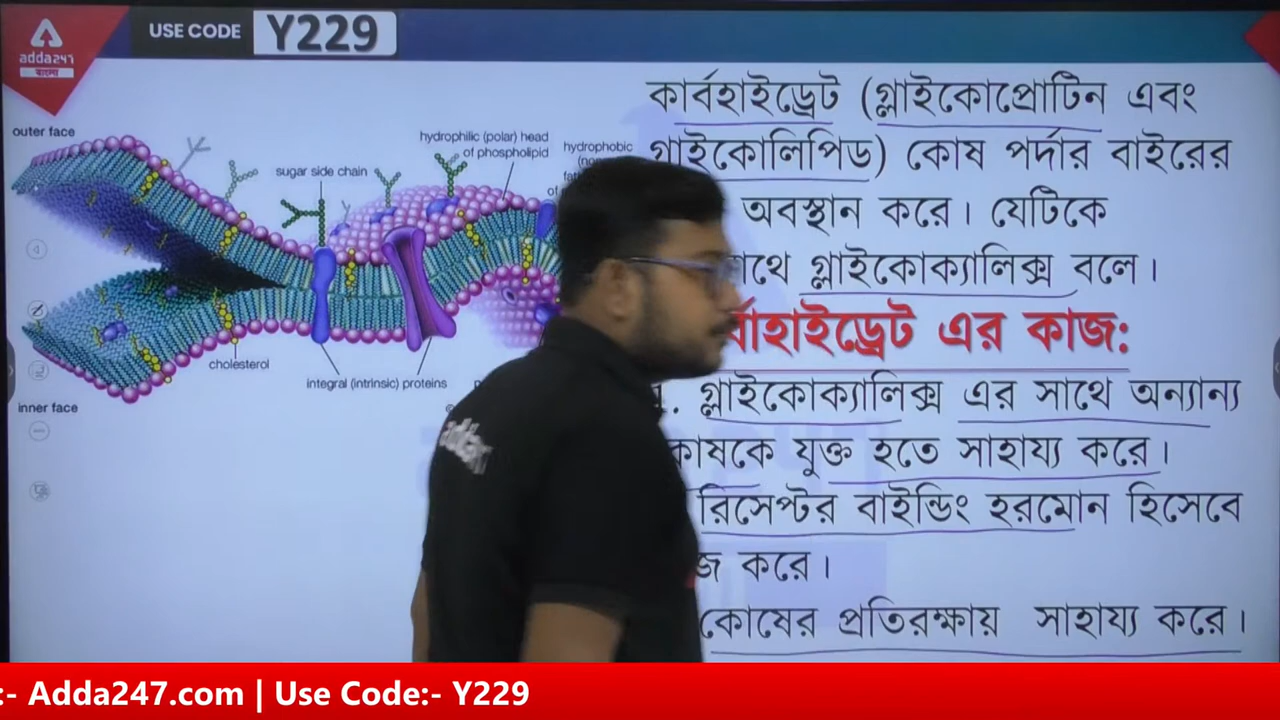 adda247
বাংলা
USE CODE
Y229
outer face
hydrophilic (polar) head
of phospholipid
hydrophobic
sugar side chain
of
cholesterol
integral (intrinsic) proteins
inner face
adda
কার্বহাইড্রেট (গ্লাইকোপ্রোটিন এবং
গ্লাইকোলিপিড) কোষ পর্দার বাইরের
অবস্থান করে। যেটিকে
গ্লাইকোক্যালিক্স বলে।
এর কাজ:
গ্লাইকোক্যালিক্স এর সাথে অন্যান্য
যুক্ত হতে সাহায্য করে।
রিসেপ্টর বাইন্ডিং হরমোন হিসেবে
করে।
কোষের প্রতিরক্ষায় সাহায্য করে।
:- Adda247.com | Use Code:- Y229